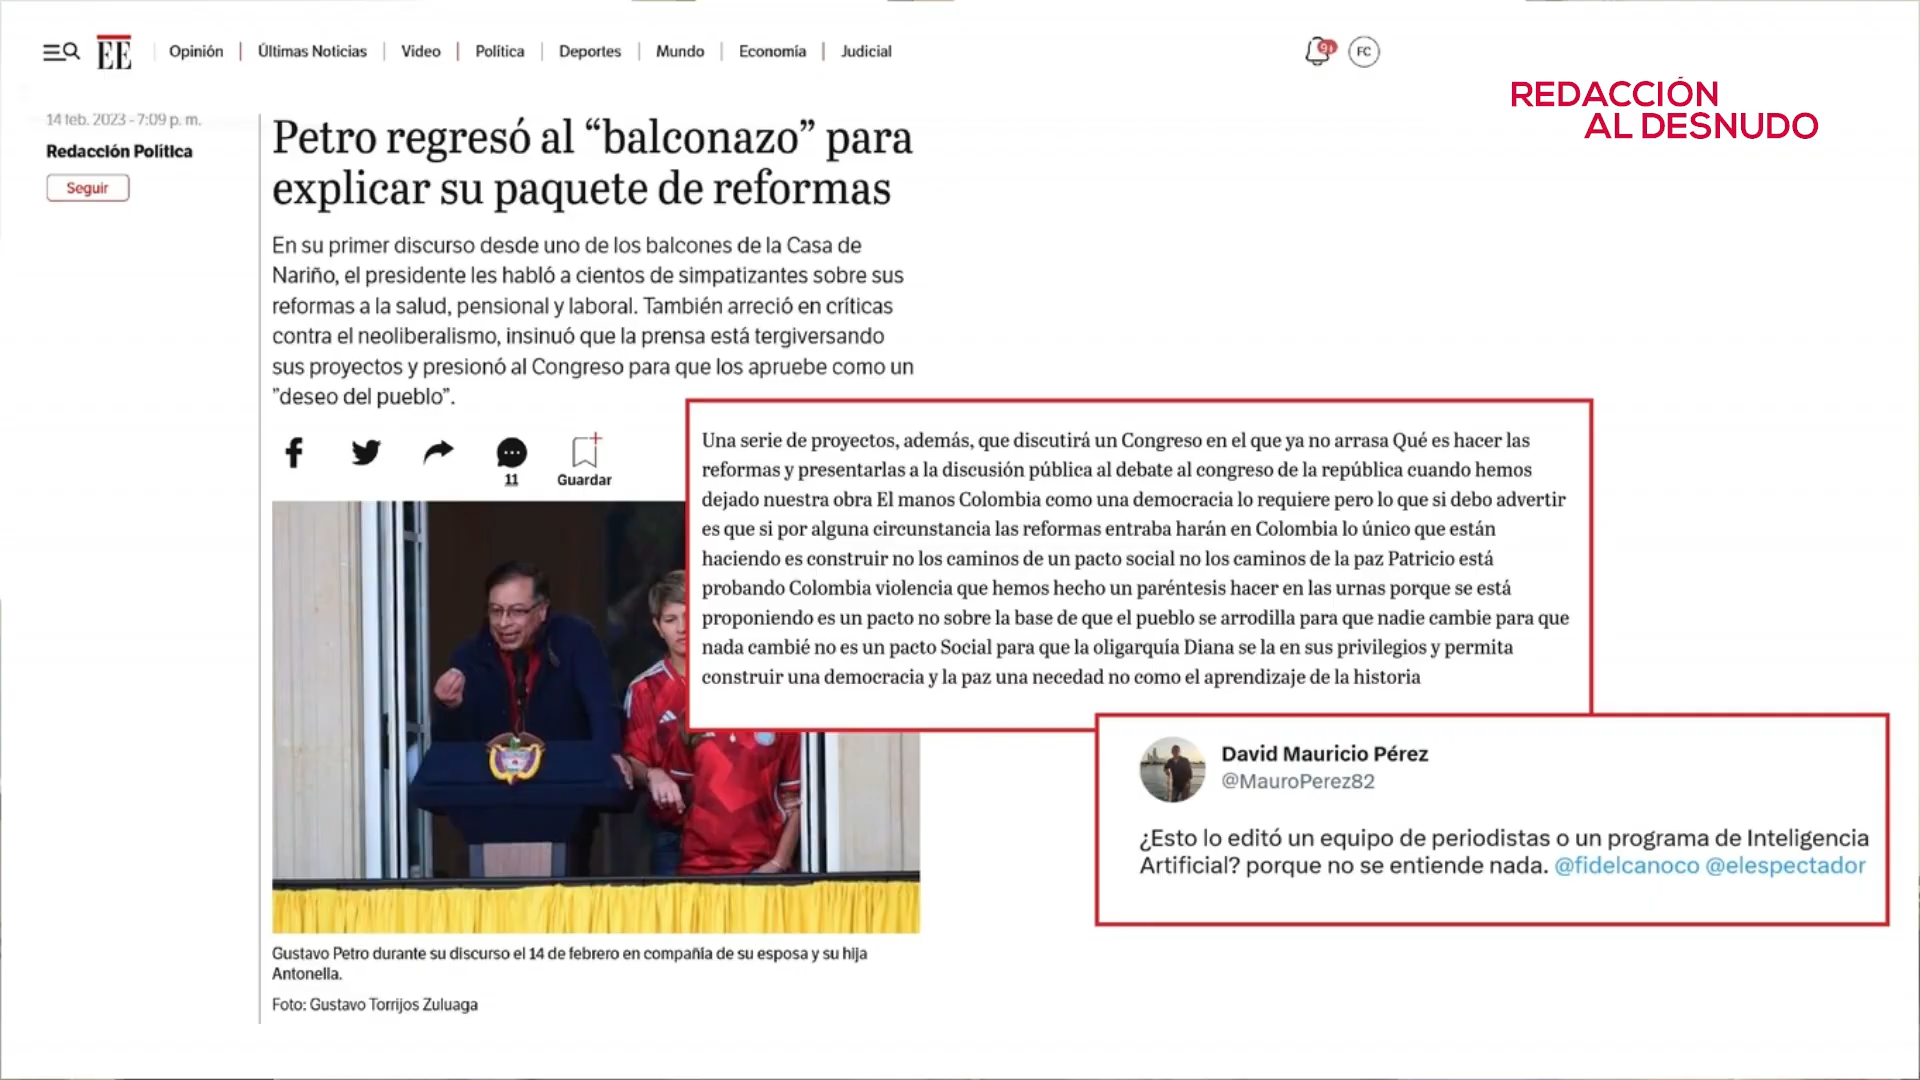 EE
Opinión
Últimas Noticias
Video
Política
Deportes
Mundo
Economía
Judicial
9+
FC
REDACCIÓN
AL DESNUDO
14 feb. 2023 - 7:09 p. m.
Redacción Política
Seguir
Petro regresó al “balconazo” para
explicar su paquete de reformas
En su primer discurso desde uno de los balcones de la Casa de
Nariño, el presidente les habló a cientos de simpatizantes sobre sus
reformas a la salud, pensional y laboral. También arreció en críticas
contra el neoliberalismo, insinuó que la prensa está tergiversando
sus proyectos y presionó al Congreso para que los apruebe como un
"deseo del pueblo".
11
Guardar
Una serie de proyectos, además, que discutirá un Congreso en el que ya no arrasa Qué es hacer las
reformas y presentarlas a la discusión pública al debate al congreso de la república cuando hemos
dejado nuestra obra El manos Colombia como una democracia lo requiere pero lo que si debo advertir
es que si por alguna circunstancia las reformas entraba harán en Colombia lo único que están
haciendo es construir no los caminos de un pacto social no los caminos de la paz Patricio está
probando Colombia violencia que hemos hecho un paréntesis hacer en las urnas porque se está
proponiendo es un pacto no sobre la base de que el pueblo se arrodilla para que nadie cambie para que
nada cambié no es un pacto Social para que la oligarquía Diana se la en sus privilegios y permita
construir una democracia y la paz una necedad no como el aprendizaje de la historia
David Mauricio Pérez
@MauroPerez82
¿Esto lo editó un equipo de periodistas o un programa de Inteligencia
Artificial? porque no se entiende nada. @fidelcanoco @elespectador
Gustavo Petro durante su discurso el 14 de febrero en compañía de su esposa y su hija
Antonella.
Foto: Gustavo Torrijos Zuluaga